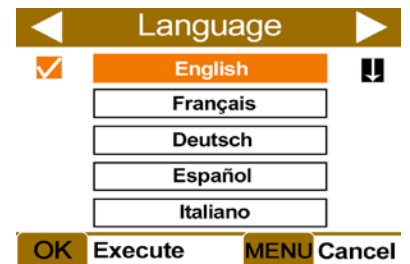 Language
English
Français
Deutsch
Español
Italiano
OK Execute MENU Cancel